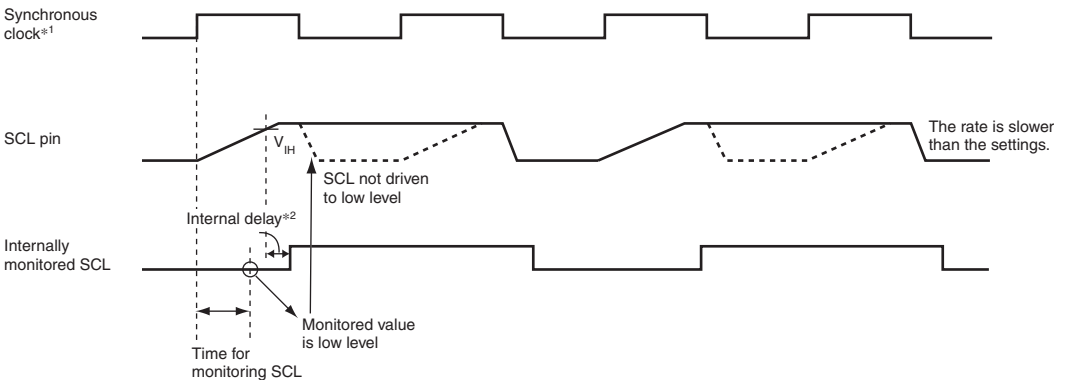 Synchronous
clock*1
SCL pin
VIH
The rate is slower
than the settings.
SCL not driven
to low level
Internal delay*2
Internally
monitored SCL
Monitored value
is low level
Time for
monitoring SCL